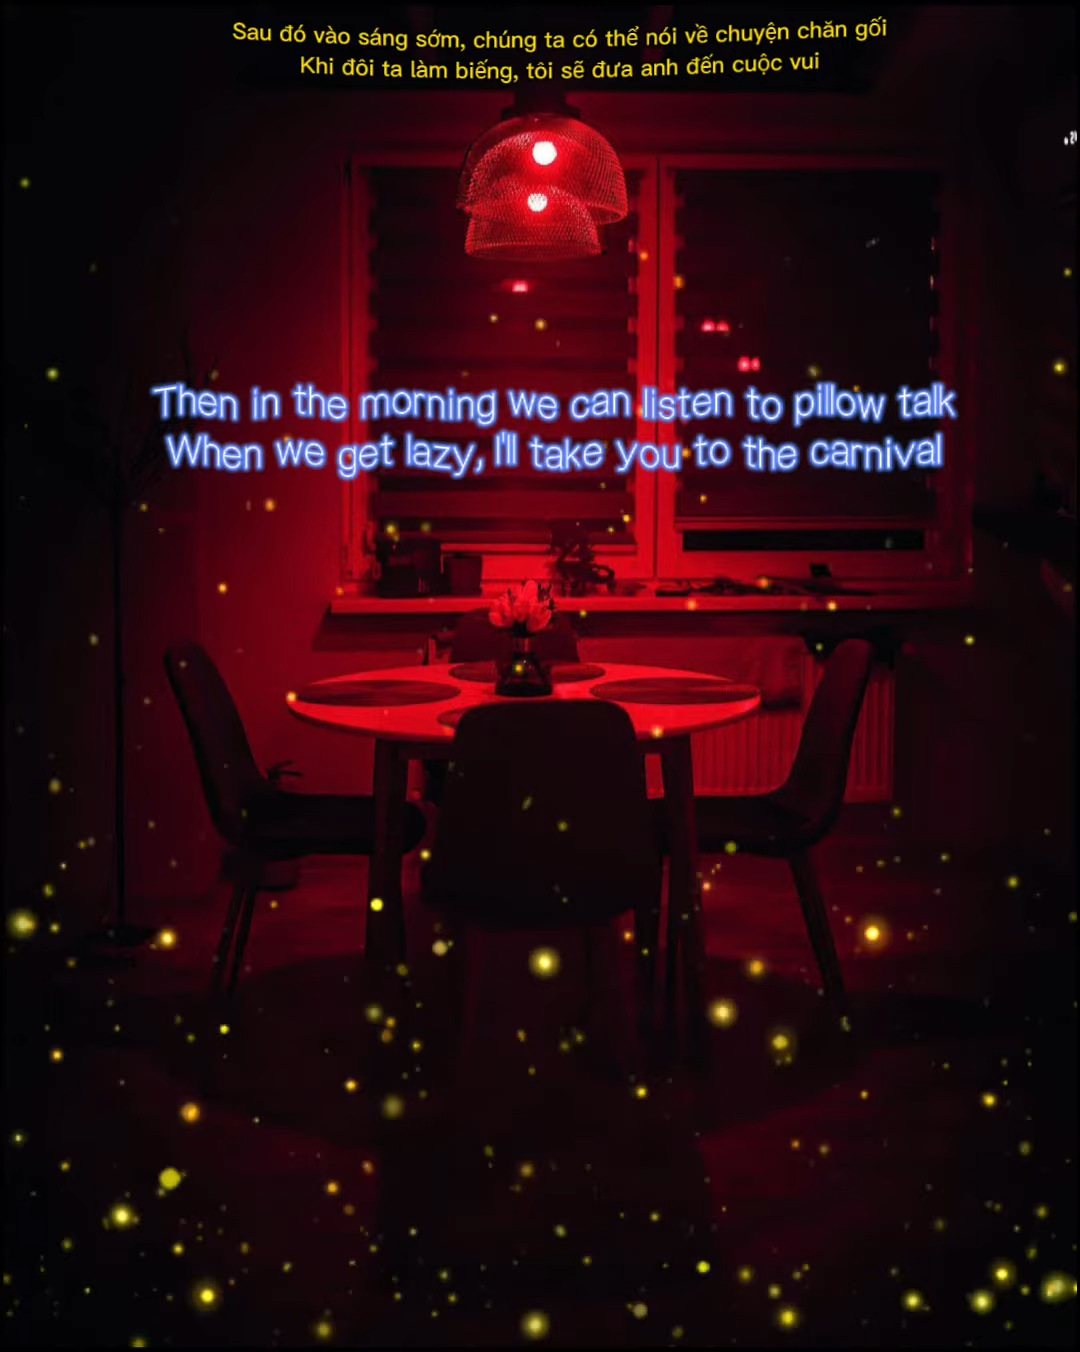 Sau đó vào sáng sớm, chúng ta có thể nói về chuyện chăn gối
Khi đôi ta làm biếng, tôi sẽ đưa anh đến cuộc vui
Then in the morning we can listen to pillow talk
When we get lazy, I'll take you to the carnival